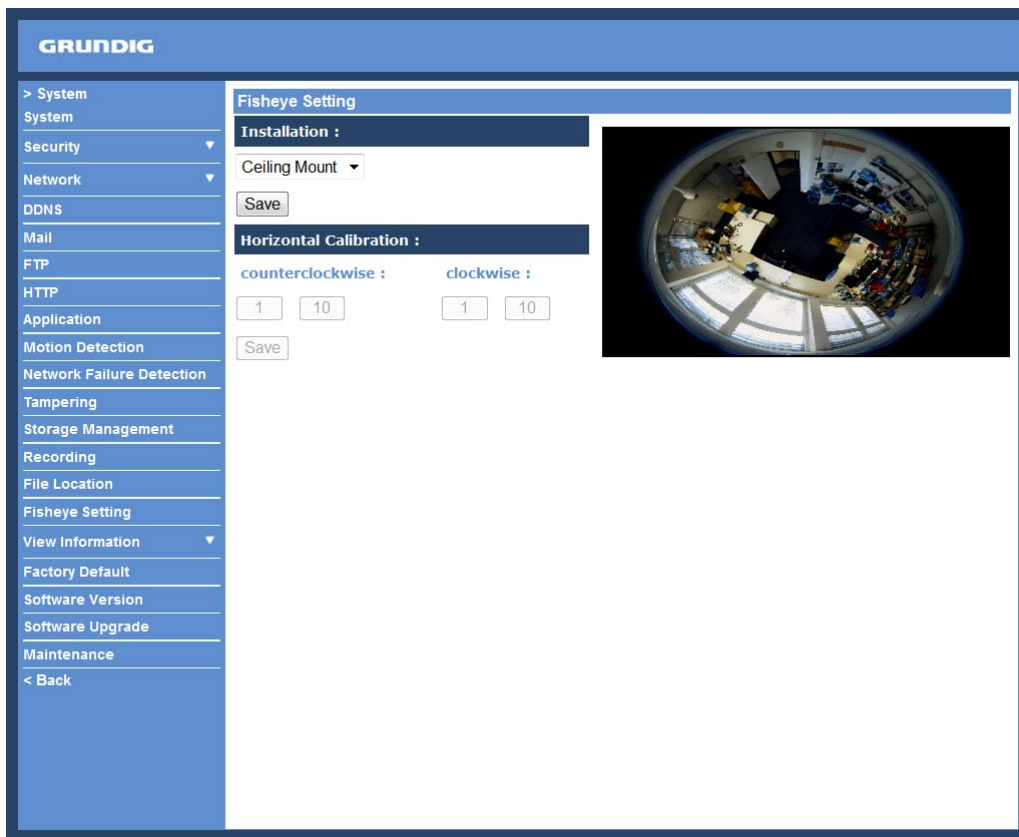 GRUNDIG
> System
System
Security
Network
DDNS
Mail
FTP
HTTP
Application
Motion Detection
Network Failure Detection
Tampering
Storage Management
Recording
File Location
Fisheye Setting
View Information
Factory Default
Software Version
Software Upgrade
Maintenance
< Back
Fisheye Setting
Installation :
Ceiling Mount
Save
Horizontal Calibration :
counterclockwise : clockwise :
1 10 1 10
Save